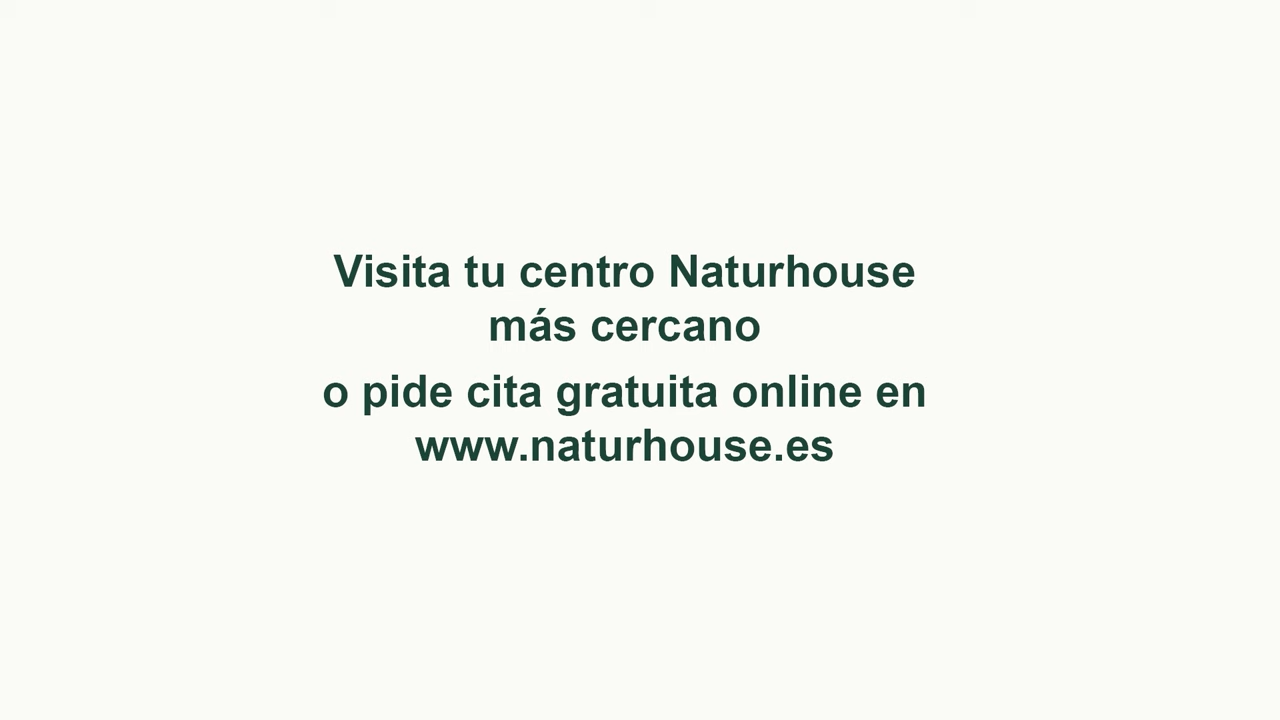 Visita tu centro Naturhouse
más cercano
o pide cita gratuita online en
www.naturhouse.es